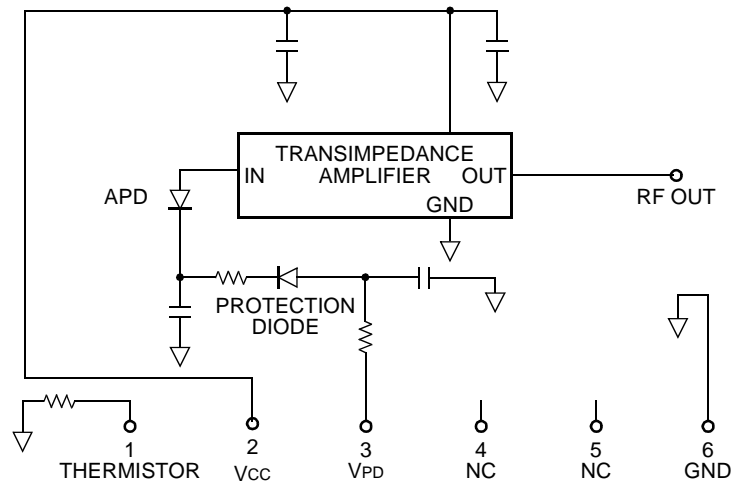 TRANSIMPEDANCE
AMPLIFIER
IN
OUT
GND
APD
RF OUT
PROTECTION
DIODE
1
THERMISTOR
2
VCC
3
VPD
4
NC
5
NC
6
GND